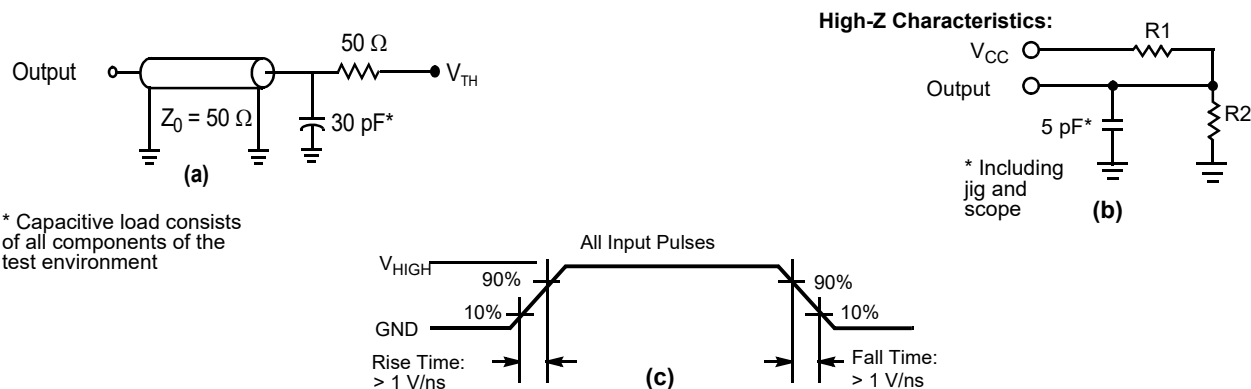 High-Z Characteristics:
50 Ω
Output
V_TH
Z_0 = 50 Ω
30 pF*
(a)
* Capacitive load consists
of all components of the
test environment
R1
V_CC
Output
R2
5 pF*
* Including
jig and
scope
(b)
All Input Pulses
V_HIGH
90%
90%
10%
10%
GND
Rise Time:
> 1 V/ns
Fall Time:
> 1 V/ns
(c)